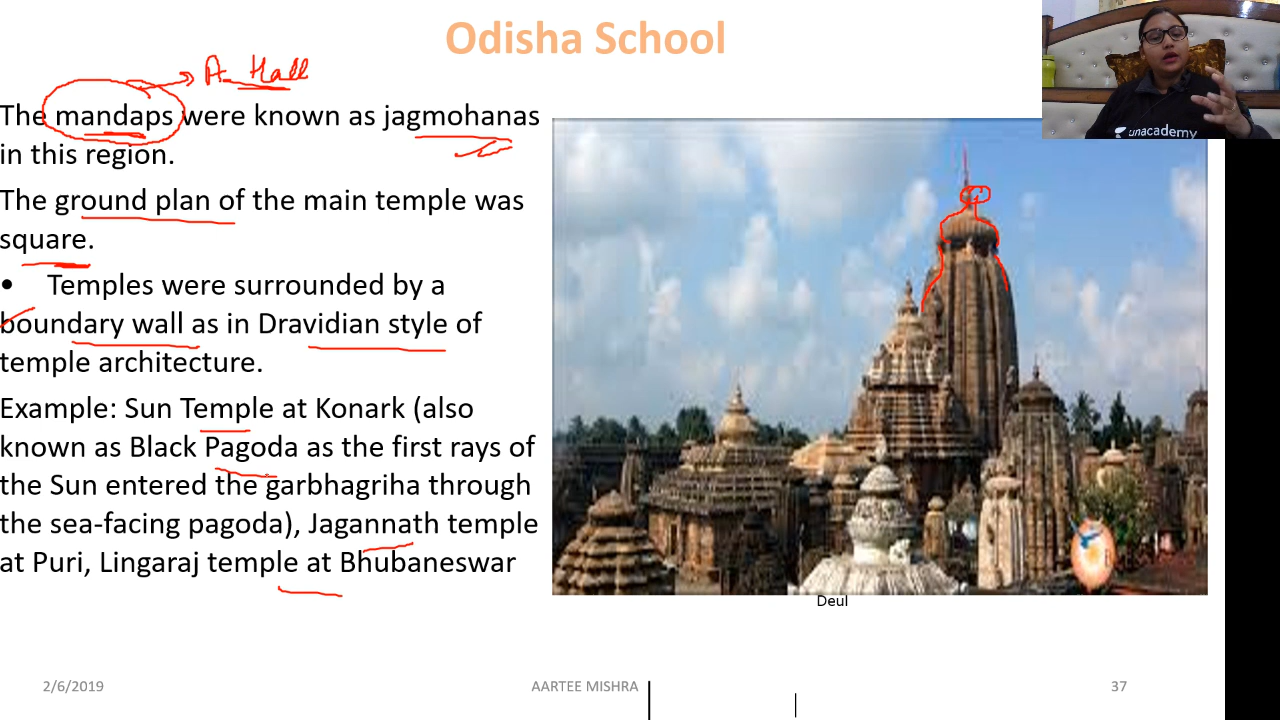 Odisha School
A Hall
The mandaps were known as jagmohanas
in this region.
The ground plan of the main temple was
square.
• Temples were surrounded by a
boundary wall as in Dravidian style of
temple architecture.
Example: Sun Temple at Konark (also
known as Black Pagoda as the first rays of
the Sun entered the garbhagriha through
the sea-facing pagoda), Jagannath temple
at Puri, Lingaraj temple at Bhubaneswar
unacademy
Deul
2/6/2019
AARTEE MISHRA
37